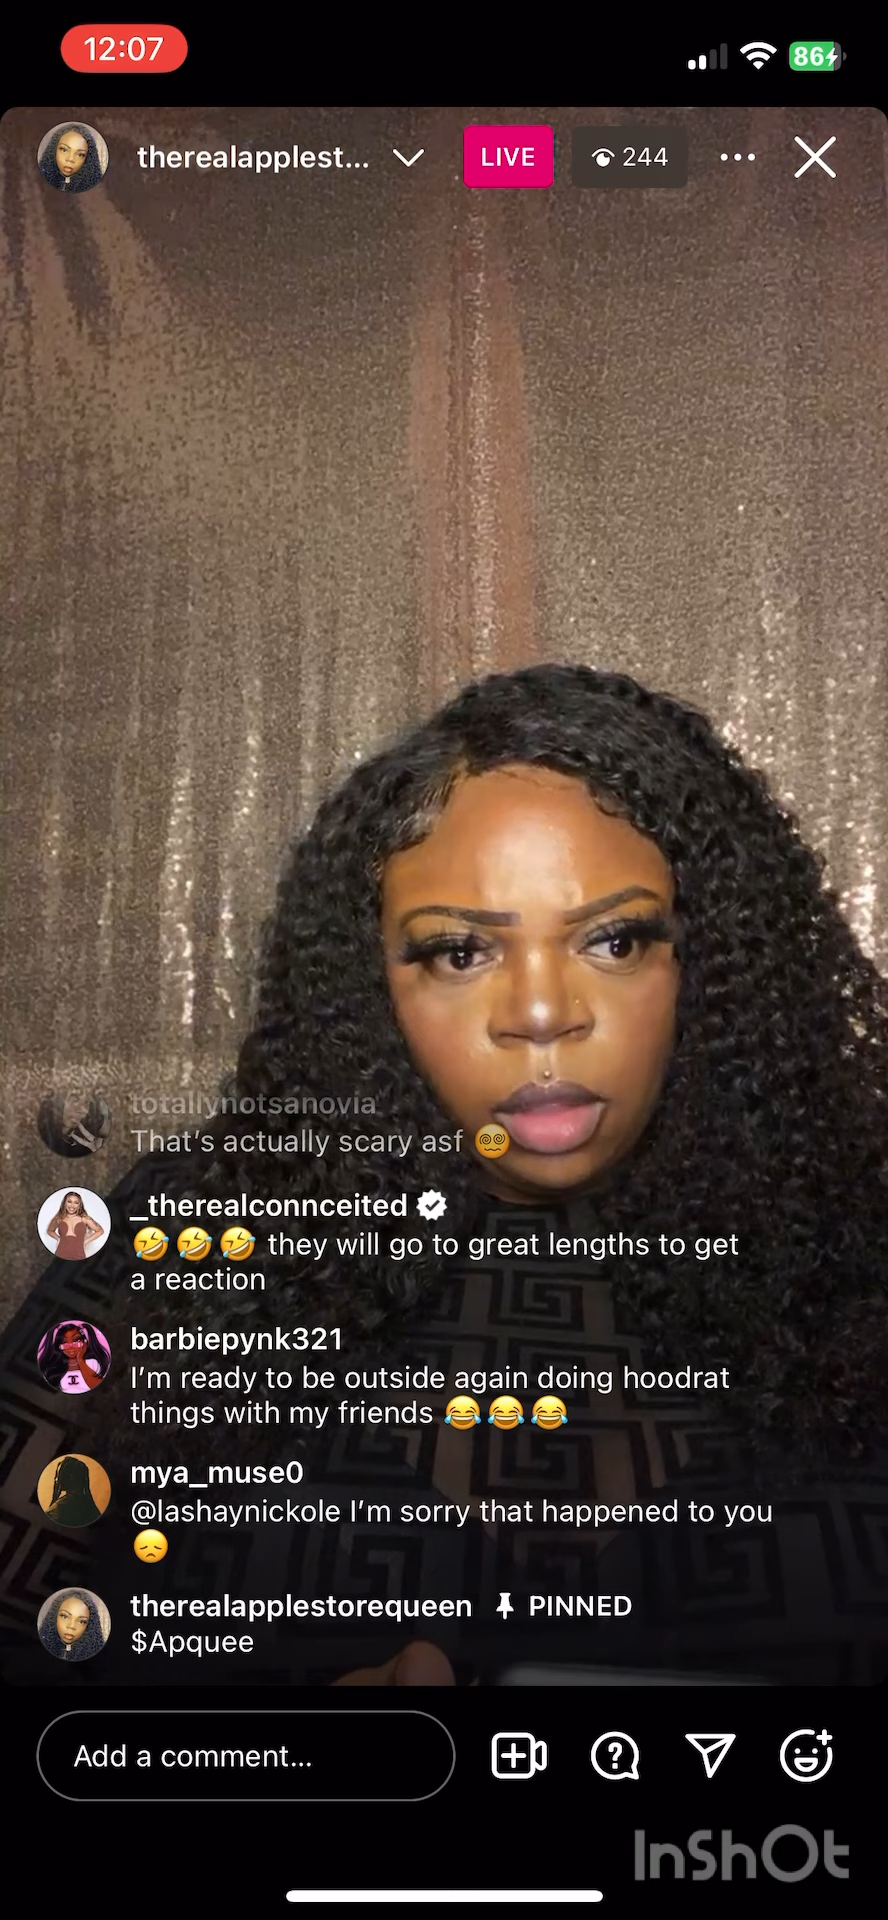 12:07
86
therealapplest...
LIVE
244
totallynotsanovia
That's actually scary asf 😵‍💫
_therealconnceited
🤣🤣🤣 they will go to great lengths to get
a reaction
barbiepynk321
I'm ready to be outside again doing hoodrat
things with my friends 😂😂😂
mya_muse0
@lashaynickole I'm sorry that happened to you
😞
therealapplestorequeen PINNED
$Apquee
Add a comment...
InShOt